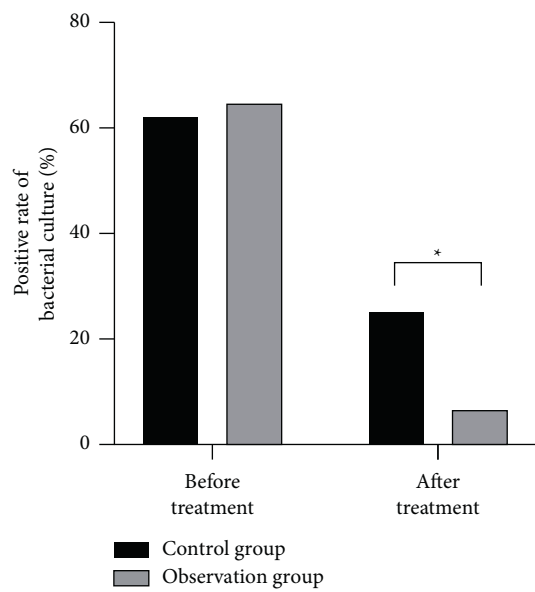 Positive rate of
bacterial culture (%)
80
60
40
20
0
*
Before
treatment
After
treatment
Control group
Observation group